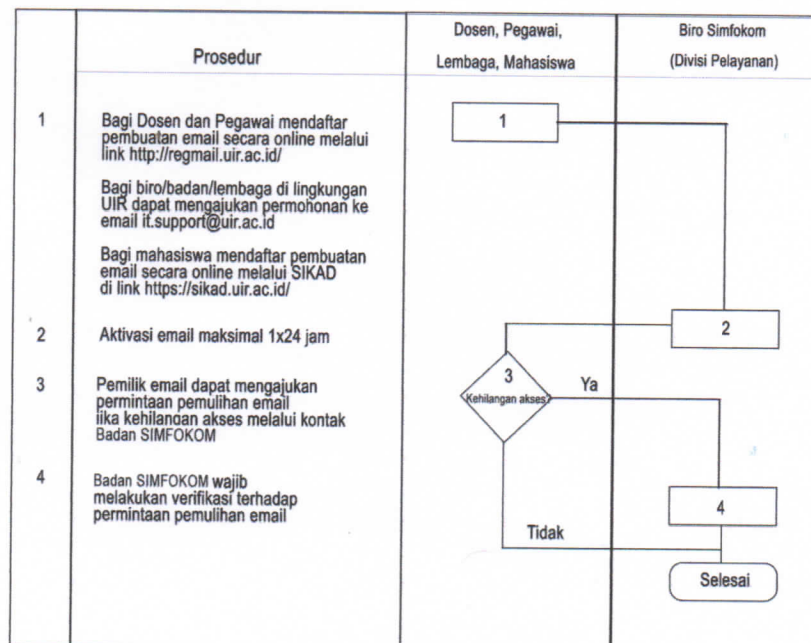 Prosedur
Dosen, Pegawai,
Lembaga, Mahasiswa
Biro Simfokom
(Divisi Pelayanan)
1
Bagi Dosen dan Pegawai mendaftar
pembuatan email secara online melalui
link http://regmail.uir.ac.id/
Bagi biro/badan/lembaga di lingkungan
UIR dapat mengajukan permohonan ke
email it.support@uir.ac.id
Bagi mahasiswa mendaftar pembuatan
email secara online melalui SIKAD
di link https://sikad.uir.ac.id/
2
Aktivasi email maksimal 1x24 jam
3
Pemilik email dapat mengajukan
permintaan pemulihan email
jika kehilangan akses melalui kontak
Badan SIMFOKOM
4
Badan SIMFOKOM wajib
melakukan verifikasi terhadap
permintaan pemulihan email
1
2
3
Kehilangan akses?
Ya
4
Tidak
Selesai